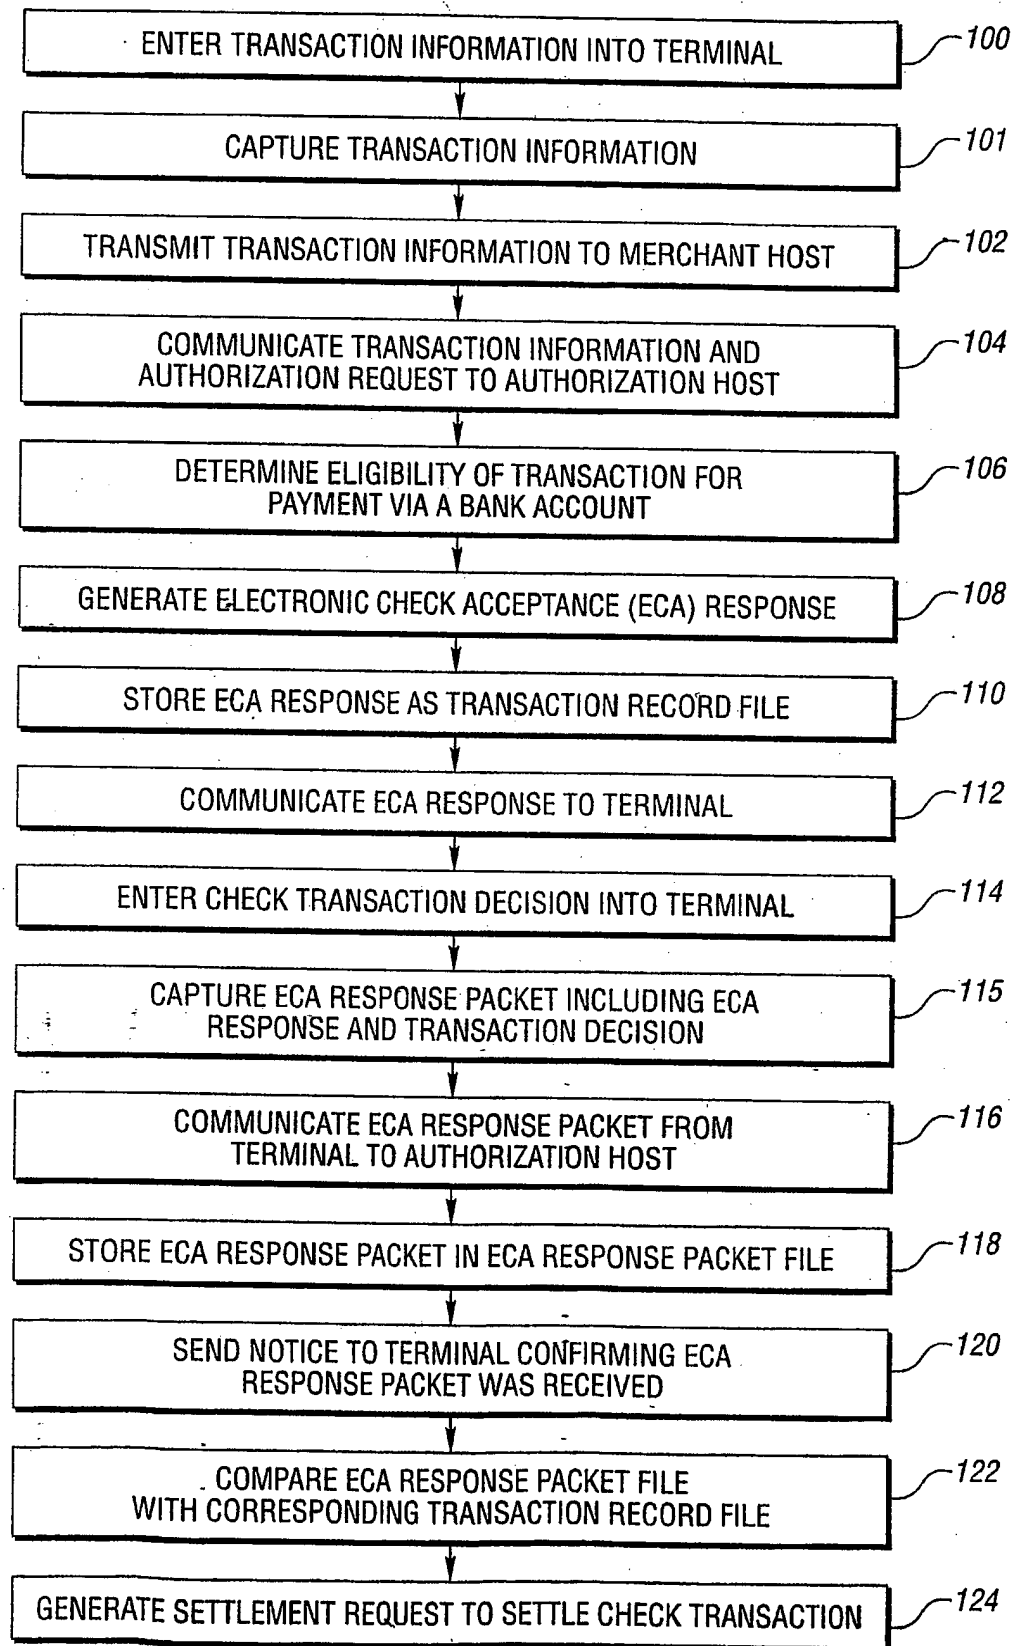 ENTER TRANSACTION INFORMATION INTO TERMINAL
100
CAPTURE TRANSACTION INFORMATION
101
TRANSMIT TRANSACTION INFORMATION TO MERCHANT HOST
102
COMMUNICATE TRANSACTION INFORMATION AND
AUTHORIZATION REQUEST TO AUTHORIZATION HOST
104
DETERMINE ELIGIBILITY OF TRANSACTION FOR
PAYMENT VIA A BANK ACCOUNT
106
GENERATE ELECTRONIC CHECK ACCEPTANCE (ECA) RESPONSE
108
STORE ECA RESPONSE AS TRANSACTION RECORD FILE
110
COMMUNICATE ECA RESPONSE TO TERMINAL
112
ENTER CHECK TRANSACTION DECISION INTO TERMINAL
114
CAPTURE ECA RESPONSE PACKET INCLUDING ECA
RESPONSE AND TRANSACTION DECISION
115
COMMUNICATE ECA RESPONSE PACKET FROM
TERMINAL TO AUTHORIZATION HOST
116
STORE ECA RESPONSE PACKET IN ECA RESPONSE PACKET FILE
118
SEND NOTICE TO TERMINAL CONFIRMING ECA
RESPONSE PACKET WAS RECEIVED
120
COMPARE ECA RESPONSE PACKET FILE
WITH CORRESPONDING TRANSACTION RECORD FILE
122
GENERATE SETTLEMENT REQUEST TO SETTLE CHECK TRANSACTION
124